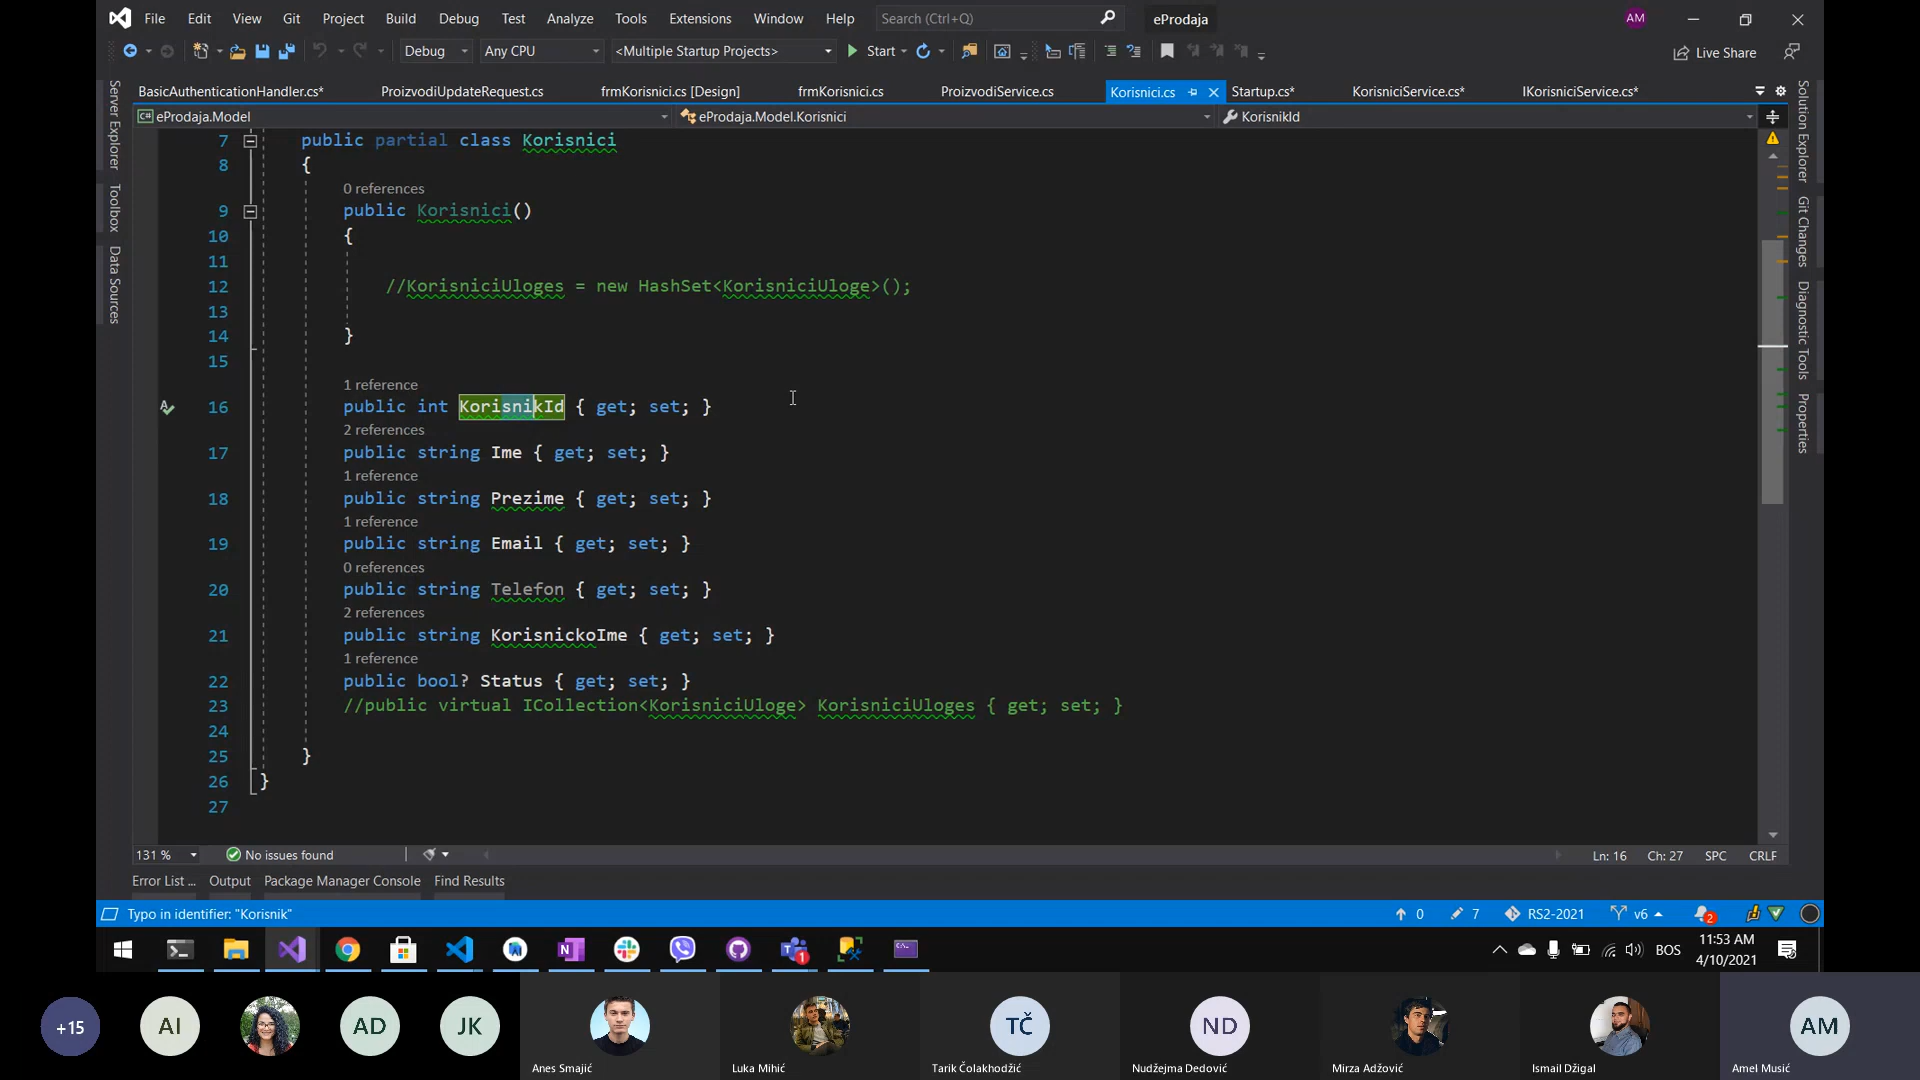 File Edit View Git Project Build Debug Test Analyze Tools Extensions Window Help Search (Ctrl+Q) eProdaja AM
Debug Any CPU <Multiple Startup Projects> Start Live Share
BasicAuthenticationHandler.cs* ProizvodiUpdateRequest.cs frmKorisnici.cs [Design] frmKorisnici.cs ProizvodiService.cs Korisnici.cs Startup.cs* KorisniciService.cs* IKorisniciService.cs*
C# eProdaja.Model eProdaja.Model.Korisnici KorisnikId
Server Explorer
Toolbox
Data Sources
7 public partial class Korisnici
8 {
0 references
9 public Korisnici()
10 {
11
12 //KorisniciUloges = new HashSet<KorisniciUloge>();
13
14 }
15
1 reference
16 public int KorisnikId { get; set; }
2 references
17 public string Ime { get; set; }
1 reference
18 public string Prezime { get; set; }
1 reference
19 public string Email { get; set; }
0 references
20 public string Telefon { get; set; }
2 references
21 public string KorisnickoIme { get; set; }
1 reference
22 public bool? Status { get; set; }
23 //public virtual ICollection<KorisniciUloge> KorisniciUloges { get; set; }
24
25 }
26 }
27
Solution Explorer
Git Changes
Diagnostic Tools
Properties
131 % No issues found Ln: 16 Ch: 27 SPC CRLF
Error List ... Output Package Manager Console Find Results
Typo in identifier: "Korisnik" 0 7 RS2-2021 v6 2
1 BOS 11:53 AM
4/10/2021
+15 AI AD JK TČ ND AM
Anes Smajić Luka Mihić Tarik Čolakhodžić Nudžejma Dedović Mirza Adžović Ismail Džigal Amel Musić